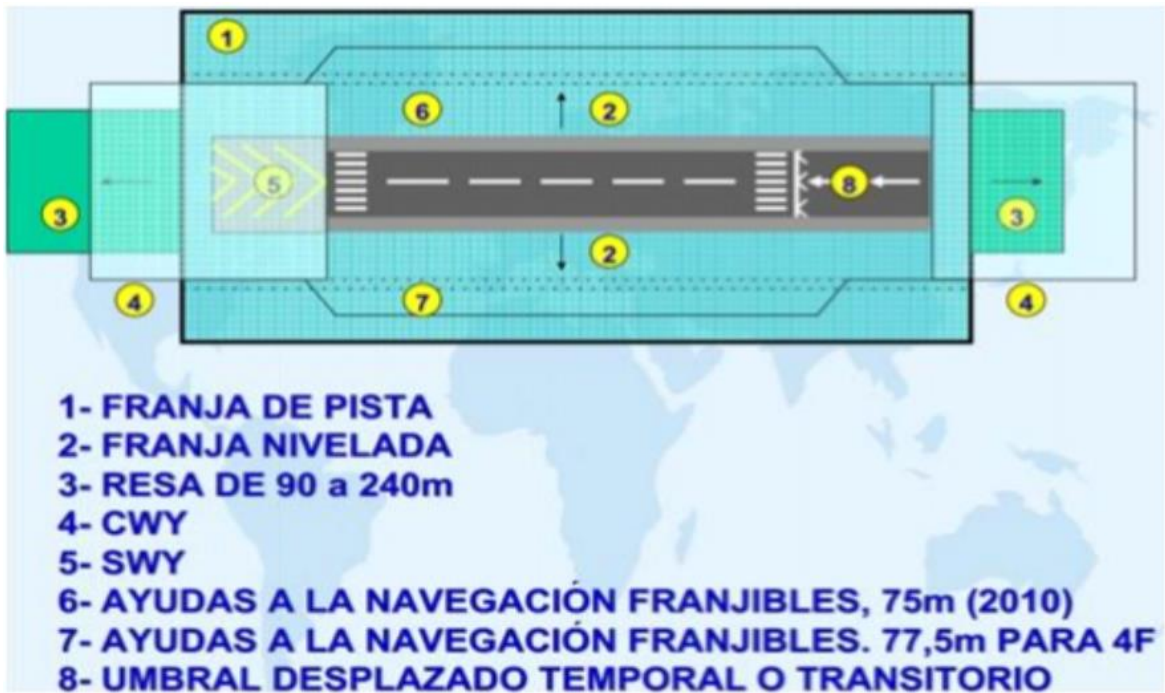 1
6
2
5
8
3
3
2
4
7
4
1- FRANJA DE PISTA
2- FRANJA NIVELADA
3- RESA DE 90 a 240m
4- CWY
5- SWY
6- AYUDAS A LA NAVEGACIÓN FRANJIBLES, 75m (2010)
7- AYUDAS A LA NAVEGACIÓN FRANJIBLES. 77,5m PARA 4F
8- UMBRAL DESPLAZADO TEMPORAL O TRANSITORIO